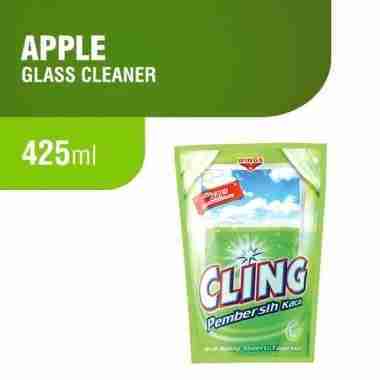 APPLE
GLASS CLEANER
425ml
WINGS
CLING
Pembersih Kaca